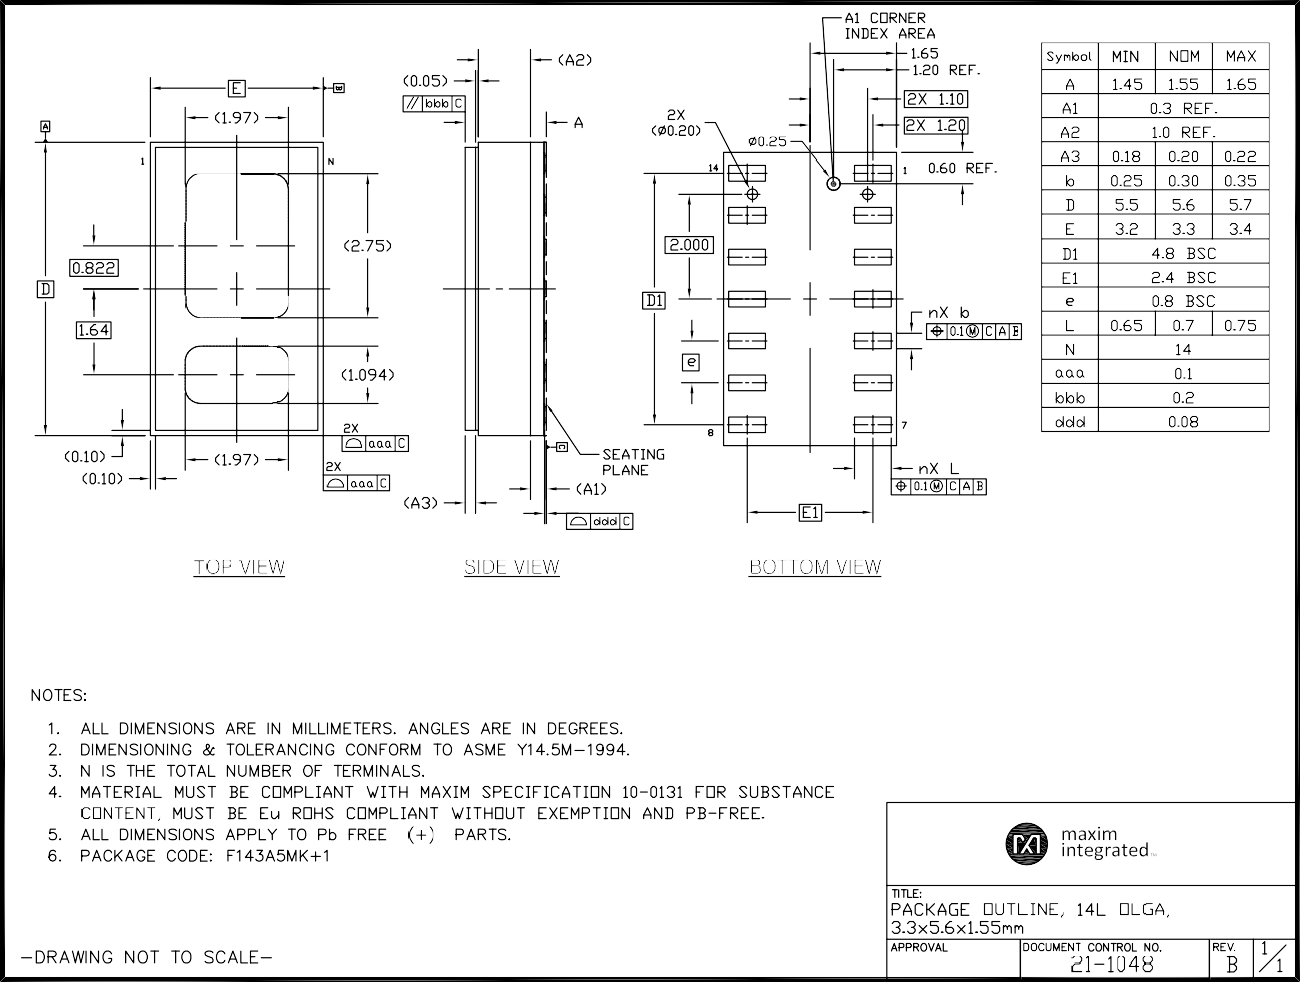 A1 CORNER
INDEX AREA
1.65
1.20 REF.
2X 1.10
2X 1.20
2X
(Ø0.20)
Ø0.25
0.60 REF.
14
1
2.000
D1
nX b
⌖ 0.1Ⓜ C A B
e
8
7
nX L
⌖ 0.1Ⓜ C A B
E1
BOTTOM VIEW
E
B
(1.97)
A
1
N
(2.75)
0.822
D
1.64
(1.094)
2X
⌓ aaa C
(0.10)
(1.97)
2X
(0.10)
⌓ aaa C
TOP VIEW
(A2)
(0.05)
// bbb C
A
C
SEATING
PLANE
(A1)
(A3)
⌓ ddd C
SIDE VIEW
Symbol MIN NOM MAX
A 1.45 1.55 1.65
A1 0.3 REF.
A2 1.0 REF.
A3 0.18 0.20 0.22
b 0.25 0.30 0.35
D 5.5 5.6 5.7
E 3.2 3.3 3.4
D1 4.8 BSC
E1 2.4 BSC
e 0.8 BSC
L 0.65 0.7 0.75
N 14
aaa 0.1
bbb 0.2
ddd 0.08
NOTES:
1. ALL DIMENSIONS ARE IN MILLIMETERS. ANGLES ARE IN DEGREES.
2. DIMENSIONING & TOLERANCING CONFORM TO ASME Y14.5M-1994.
3. N IS THE TOTAL NUMBER OF TERMINALS.
4. MATERIAL MUST BE COMPLIANT WITH MAXIM SPECIFICATION 10-0131 FOR SUBSTANCE
CONTENT, MUST BE Eu ROHS COMPLIANT WITHOUT EXEMPTION AND PB-FREE.
5. ALL DIMENSIONS APPLY TO Pb FREE (+) PARTS.
6. PACKAGE CODE: F143A5MK+1
-DRAWING NOT TO SCALE-
maxim
integrated™
TITLE:
PACKAGE OUTLINE, 14L OLGA,
3.3x5.6x1.55mm
APPROVAL
DOCUMENT CONTROL NO.
21-1048
REV.
B
1/1